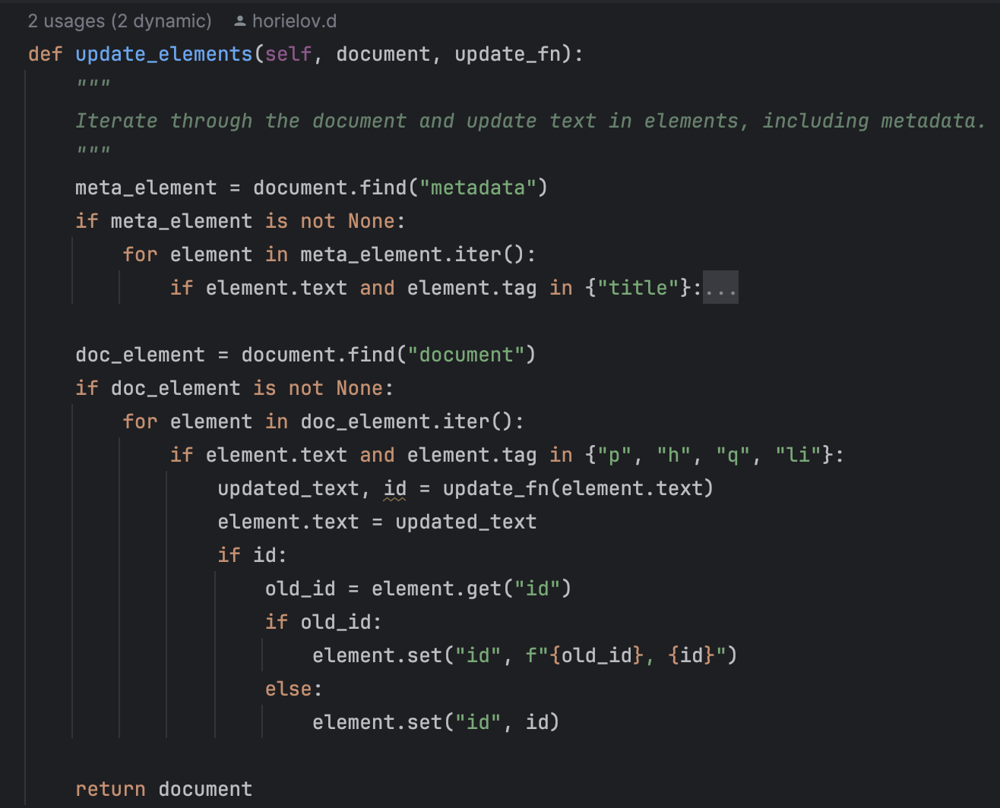 2 usages (2 dynamic) horielov.d
def update_elements(self, document, update_fn):
    """
    Iterate through the document and update text in elements, including metadata.
    """
    meta_element = document.find("metadata")
    if meta_element is not None:
        for element in meta_element.iter():
            if element.text and element.tag in {"title"}:...

    doc_element = document.find("document")
    if doc_element is not None:
        for element in doc_element.iter():
            if element.text and element.tag in {"p", "h", "q", "li"}:
                updated_text, id = update_fn(element.text)
                element.text = updated_text
                if id:
                    old_id = element.get("id")
                    if old_id:
                        element.set("id", f"{old_id}, {id}")
                    else:
                        element.set("id", id)

    return document